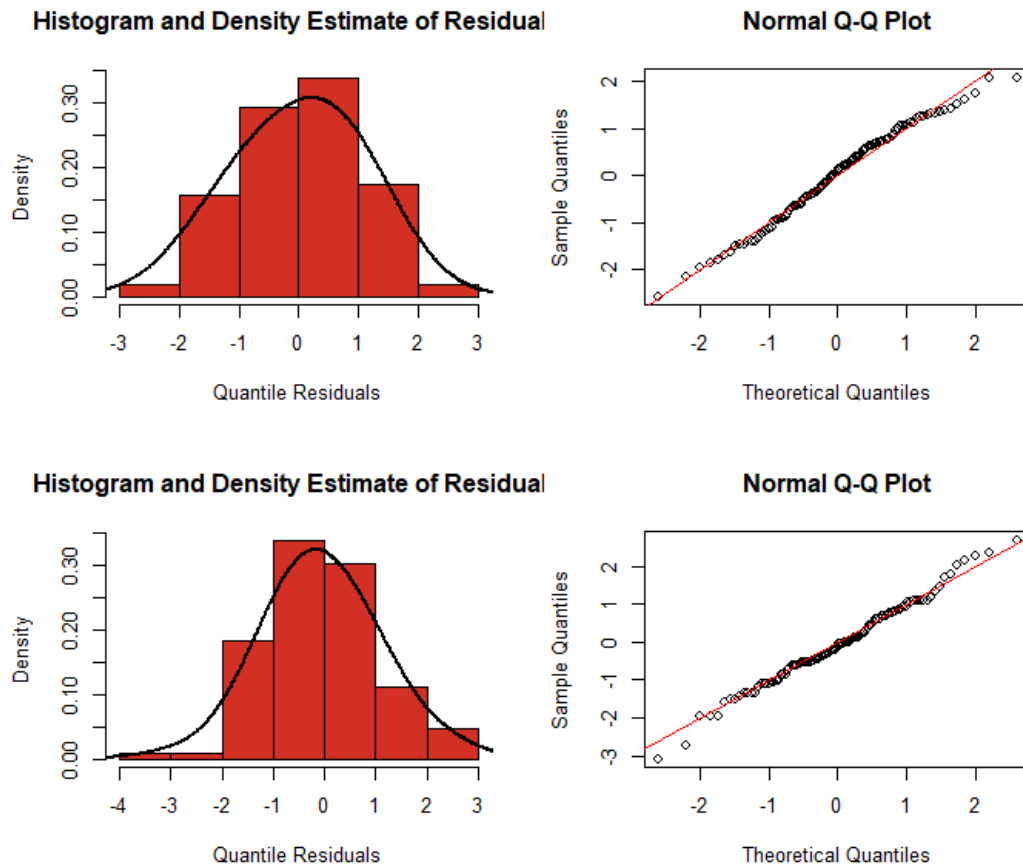 Histogram and Density Estimate of Residual
Normal Q-Q Plot
Density
0.00 0.10 0.20 0.30
-3 -2 -1 0 1 2 3
Quantile Residuals
Sample Quantiles
-2 -1 0 1 2
-2 -1 0 1 2
Theoretical Quantiles
Histogram and Density Estimate of Residual
Normal Q-Q Plot
Density
0.00 0.10 0.20 0.30
-4 -3 -2 -1 0 1 2 3
Quantile Residuals
Sample Quantiles
-3 -2 -1 0 1 2
-2 -1 0 1 2
Theoretical Quantiles